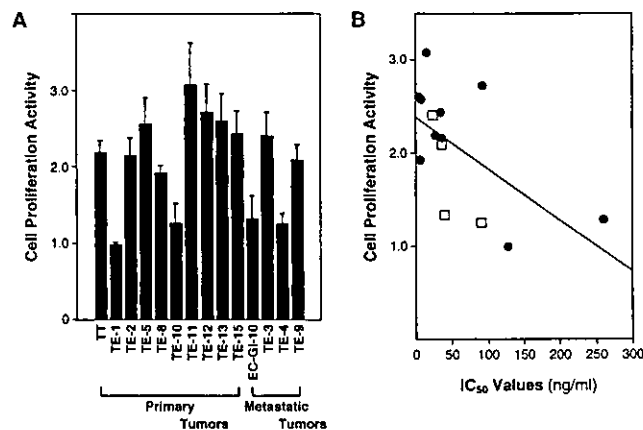 A
Cell Proliferation Activity
3.0
2.0
1.0
0
TT
TE-1
TE-2
TE-5
TE-8
TE-10
TE-11
TE-12
TE-13
TE-15
EC-GI-10
TE-3
TE-4
TE-9
Primary
Tumors
Metastatic
Tumors
B
Cell Proliferation Activity
3.0
2.0
1.0
0
50
100
150
200
250
300
IC50 Values (ng/ml)